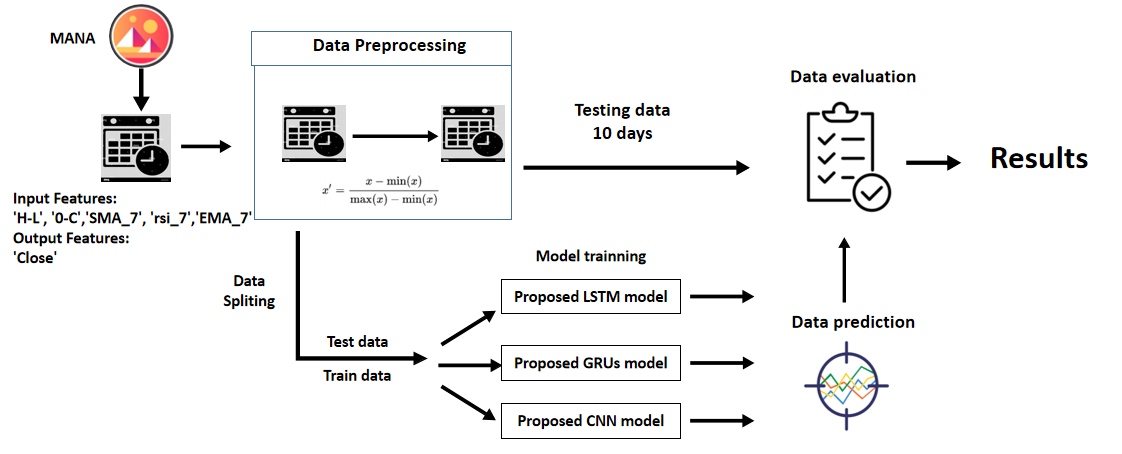 MANA
Input Features:
'H-L', '0-C','SMA_7', 'rsi_7','EMA_7'
Output Features:
'Close'
Data Preprocessing
x′ = x − min(x) / max(x) − min(x)
Testing data
10 days
Data evaluation
Results
Data
Spliting
Test data
Train data
Model trainning
Proposed LSTM model
Proposed GRUs model
Proposed CNN model
Data prediction